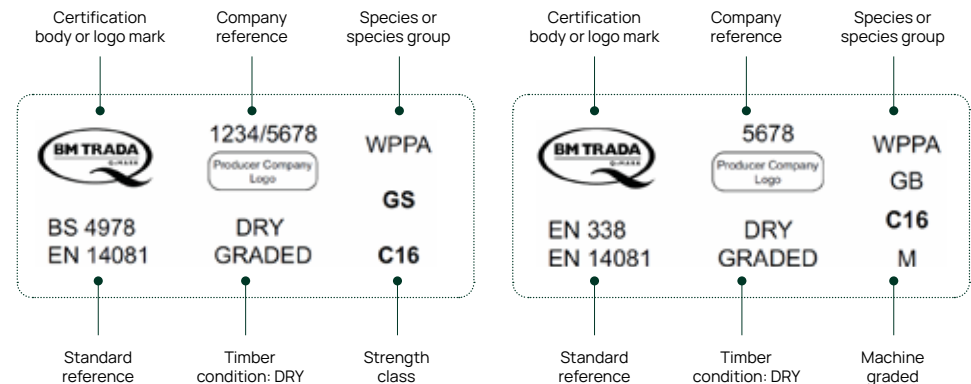 Certification
body or logo mark
Company
reference
Species or
species group
BM TRADA
Q-MARK
1234/5678
Producer Company
Logo
WPPA
GS
BS 4978
EN 14081
DRY
GRADED
C16
Standard
reference
Timber
condition: DRY
Strength
class
Certification
body or logo mark
Company
reference
Species or
species group
BM TRADA
Q-MARK
5678
Producer Company
Logo
WPPA
GB
C16
EN 338
EN 14081
DRY
GRADED
M
Standard
reference
Timber
condition: DRY
Machine
graded